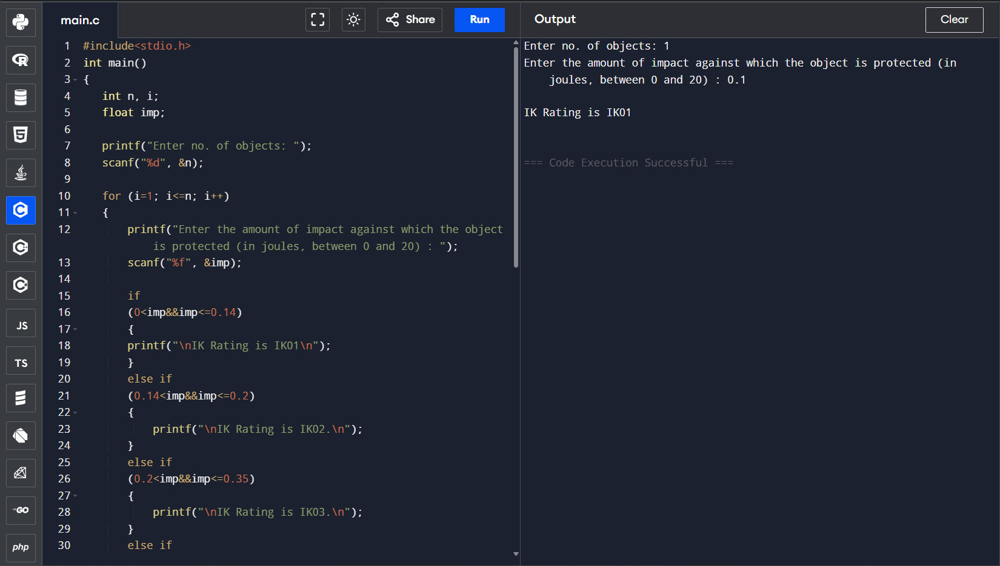 main.c
Share
Run
Output
Clear
1 #include<stdio.h>
2 int main()
3 {
4 int n, i;
5 float imp;
6
7 printf("Enter no. of objects: ");
8 scanf("%d", &n);
9
10 for (i=1; i<=n; i++)
11 {
12 printf("Enter the amount of impact against which the object
is protected (in joules, between 0 and 20) : ");
13 scanf("%f", &imp);
14
15 if
16 (0<imp&&imp<=0.14)
17 {
18 printf("\nIK Rating is IK01\n");
19 }
20 else if
21 (0.14<imp&&imp<=0.2)
22 {
23 printf("\nIK Rating is IK02.\n");
24 }
25 else if
26 (0.2<imp&&imp<=0.35)
27 {
28 printf("\nIK Rating is IK03.\n");
29 }
30 else if
Enter no. of objects: 1
Enter the amount of impact against which the object is protected (in
joules, between 0 and 20) : 0.1
IK Rating is IK01
=== Code Execution Successful ===
R
5
C
C
C
JS
TS
GO
php